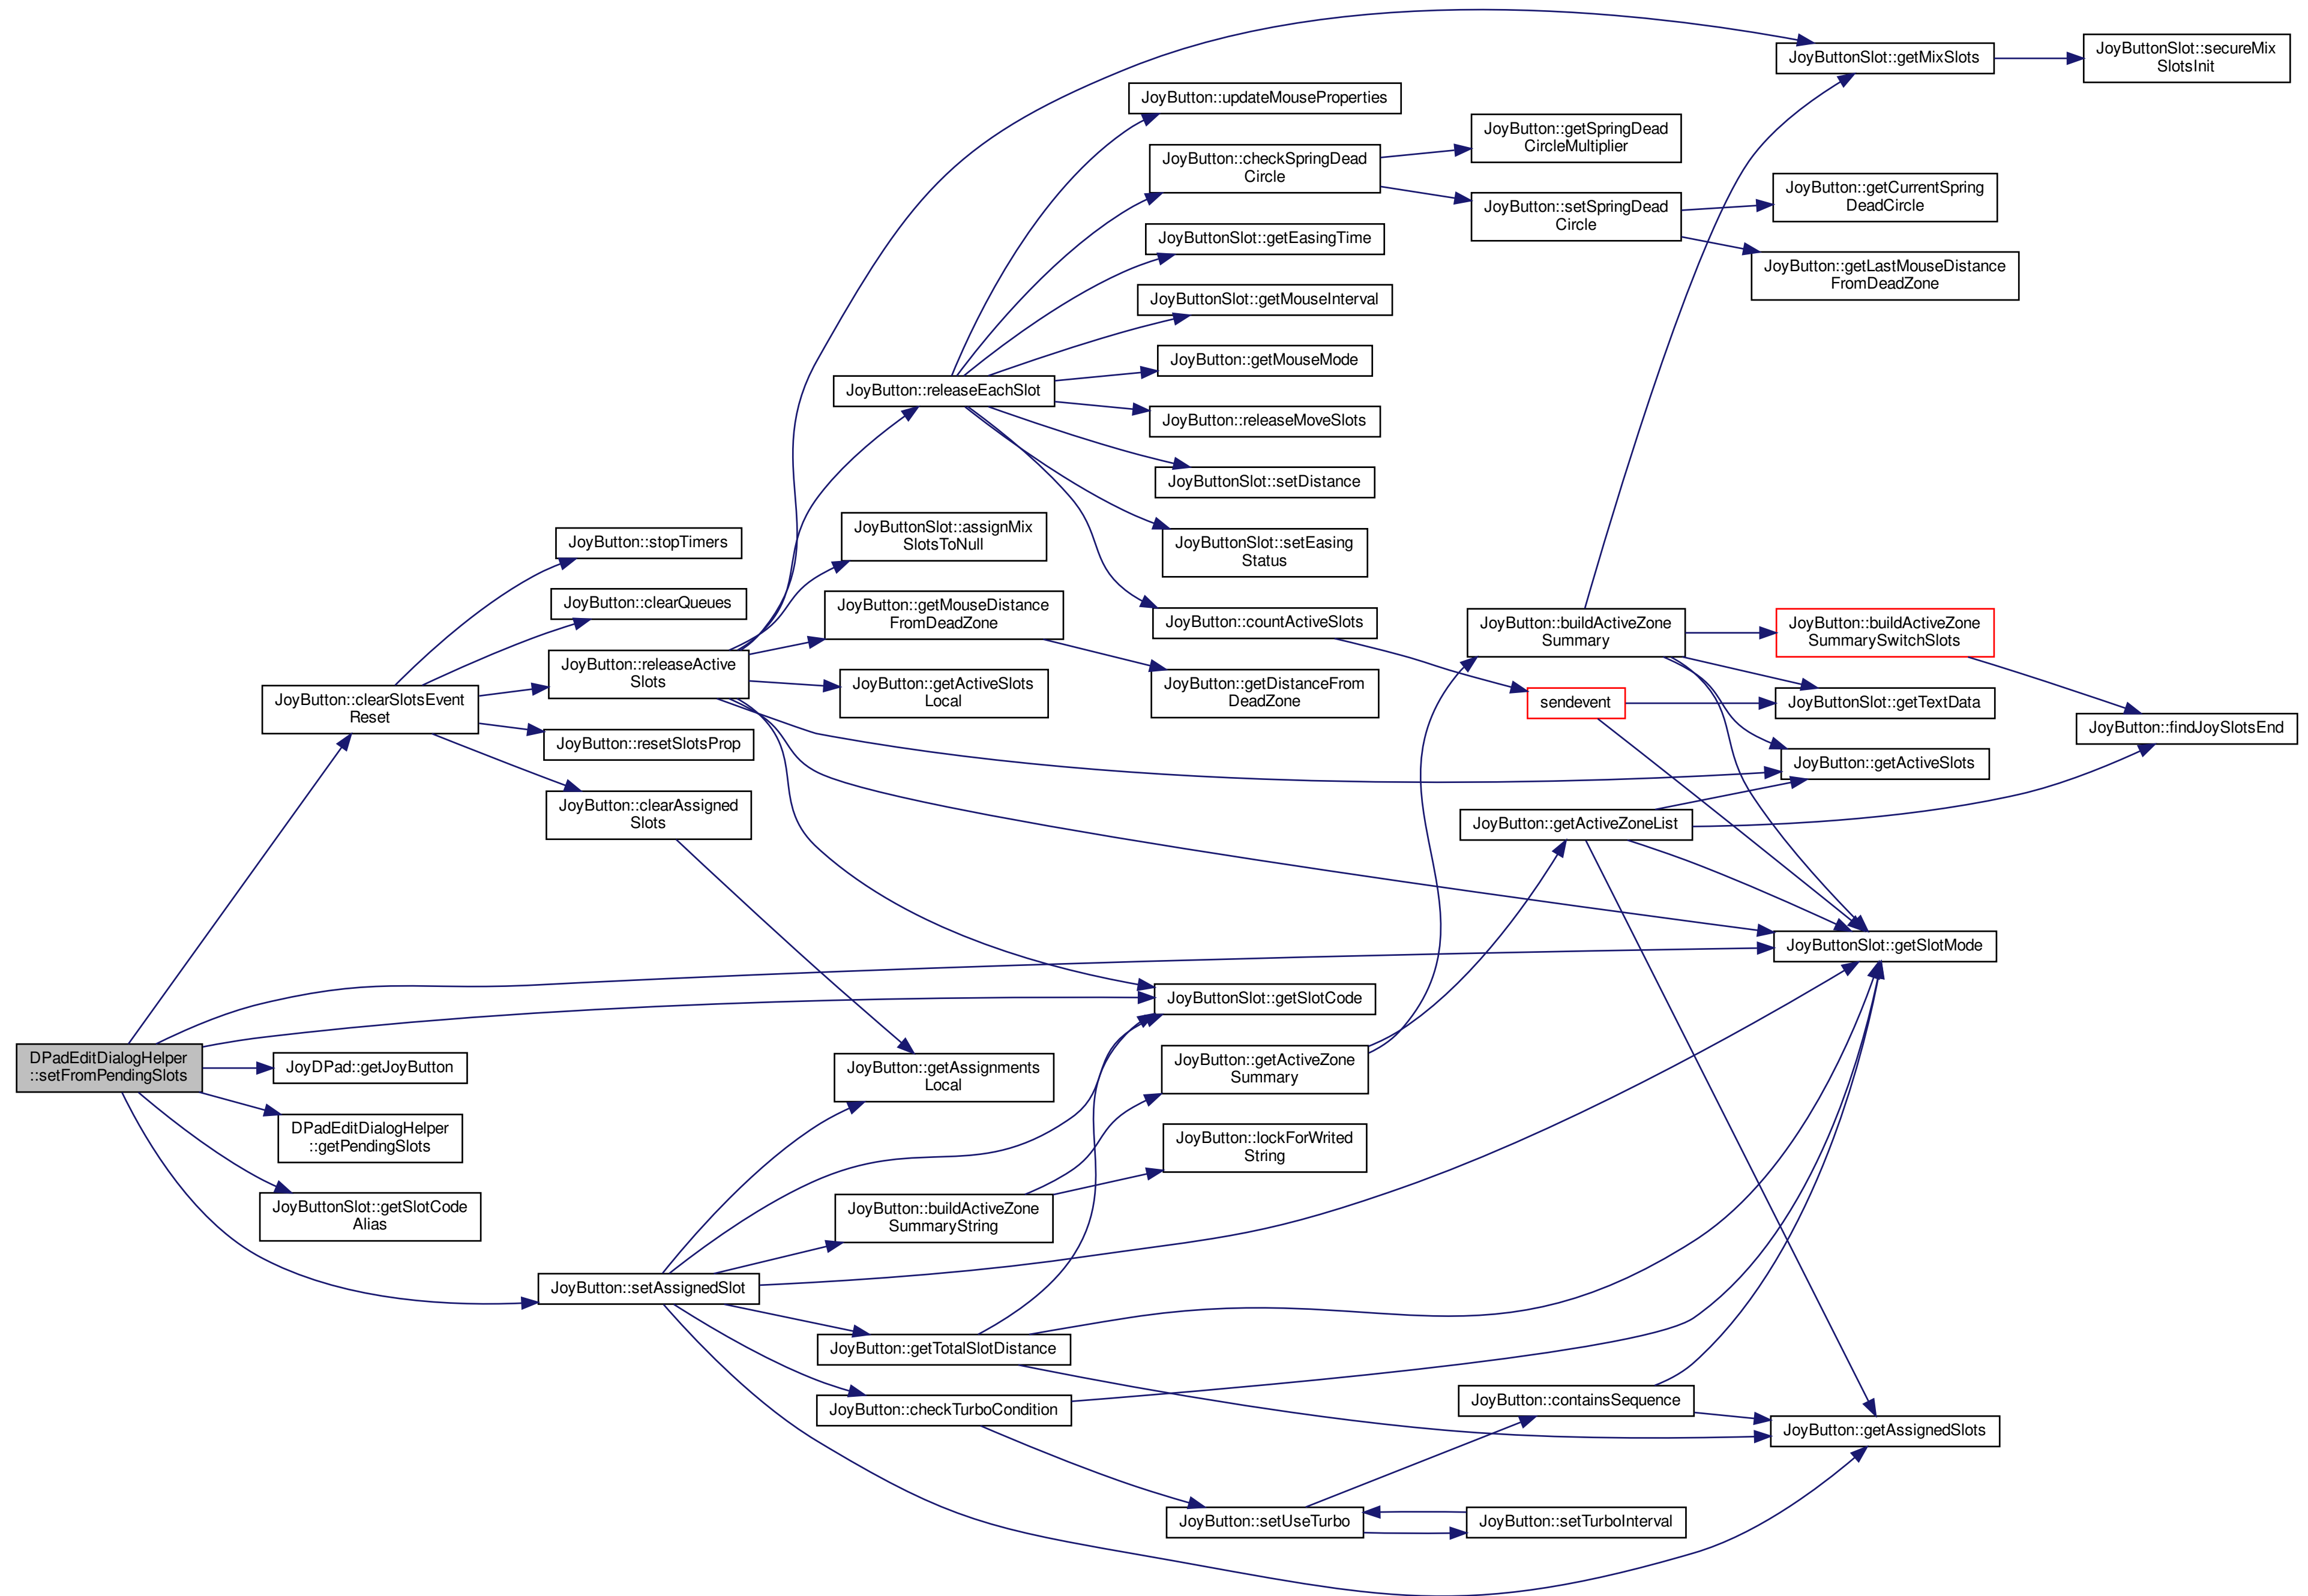 JoyButtonSlot::getMixSlots
JoyButtonSlot::secureMix
SlotsInit
JoyButton::updateMouseProperties
JoyButton::getSpringDead
CircleMultiplier
JoyButton::checkSpringDead
Circle
JoyButton::setSpringDead
Circle
JoyButton::getCurrentSpring
DeadCircle
JoyButtonSlot::getEasingTime
JoyButton::getLastMouseDistance
FromDeadZone
JoyButtonSlot::getMouseInterval
JoyButton::getMouseMode
JoyButton::releaseEachSlot
JoyButton::releaseMoveSlots
JoyButtonSlot::setDistance
JoyButtonSlot::assignMix
SlotsToNull
JoyButton::stopTimers
JoyButtonSlot::setEasing
Status
JoyButton::clearQueues
JoyButton::getMouseDistance
FromDeadZone
JoyButton::countActiveSlots
JoyButton::buildActiveZone
Summary
JoyButton::buildActiveZone
SummarySwitchSlots
JoyButton::releaseActive
Slots
JoyButton::getActiveSlots
Local
JoyButton::getDistanceFrom
DeadZone
sendevent
JoyButtonSlot::getTextData
JoyButton::clearSlotsEvent
Reset
JoyButton::findJoySlotsEnd
JoyButton::resetSlotsProp
JoyButton::getActiveSlots
JoyButton::clearAssigned
Slots
JoyButton::getActiveZoneList
JoyButtonSlot::getSlotMode
JoyButtonSlot::getSlotCode
DPadEditDialogHelper
::setFromPendingSlots
JoyDPad::getJoyButton
JoyButton::getAssignments
Local
JoyButton::getActiveZone
Summary
DPadEditDialogHelper
::getPendingSlots
JoyButton::lockForWrited
String
JoyButtonSlot::getSlotCode
Alias
JoyButton::buildActiveZone
SummaryString
JoyButton::setAssignedSlot
JoyButton::getTotalSlotDistance
JoyButton::checkTurboCondition
JoyButton::containsSequence
JoyButton::getAssignedSlots
JoyButton::setUseTurbo
JoyButton::setTurboInterval